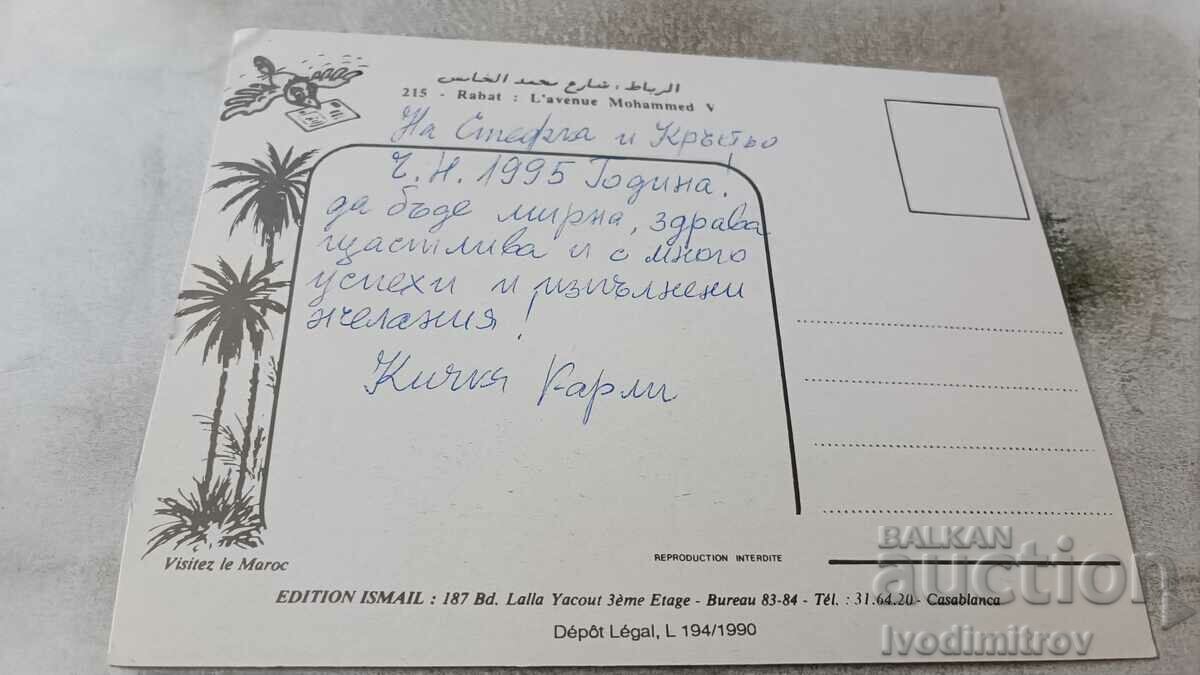 الرباط ، شارع محمد الخامس
215 - Rabat : L'avenue Mohammed V
На Стефка и Кръстьо
Ч.Н. 1995 Година!
да бъде мирна, здрава
щастлива и с много
успехи и изпълнени
желания!
Кичка Карли
Visitez le Maroc
REPRODUCTION INTERDITE
EDITION ISMAIL : 187 Bd. Lalla Yacout 3ème Etage - Bureau 83-84 - Tél. : 31.64.20 - Casablanca
Dépôt Légal, L 194/1990
BALKAN
auction
Ivodimitrov